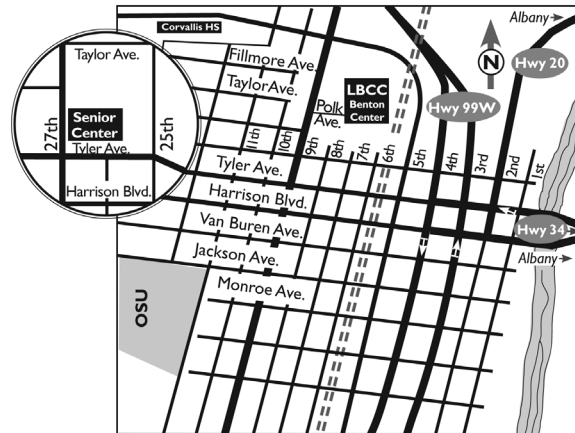 Albany
Corvallis HS
Taylor Ave.
Fillmore Ave.
Taylor Ave.
LBCC
Benton
Center
N
Hwy 20
Hwy 99W
Polk
Ave.
Senior
Center
27th
25th
Tyler Ave.
Harrison Blvd.
11th
10th
9th
8th
7th
6th
5th
4th
3rd
2nd
1st
Tyler Ave.
Harrison Blvd.
Van Buren Ave.
Jackson Ave.
Monroe Ave.
Hwy 34
Albany
OSU